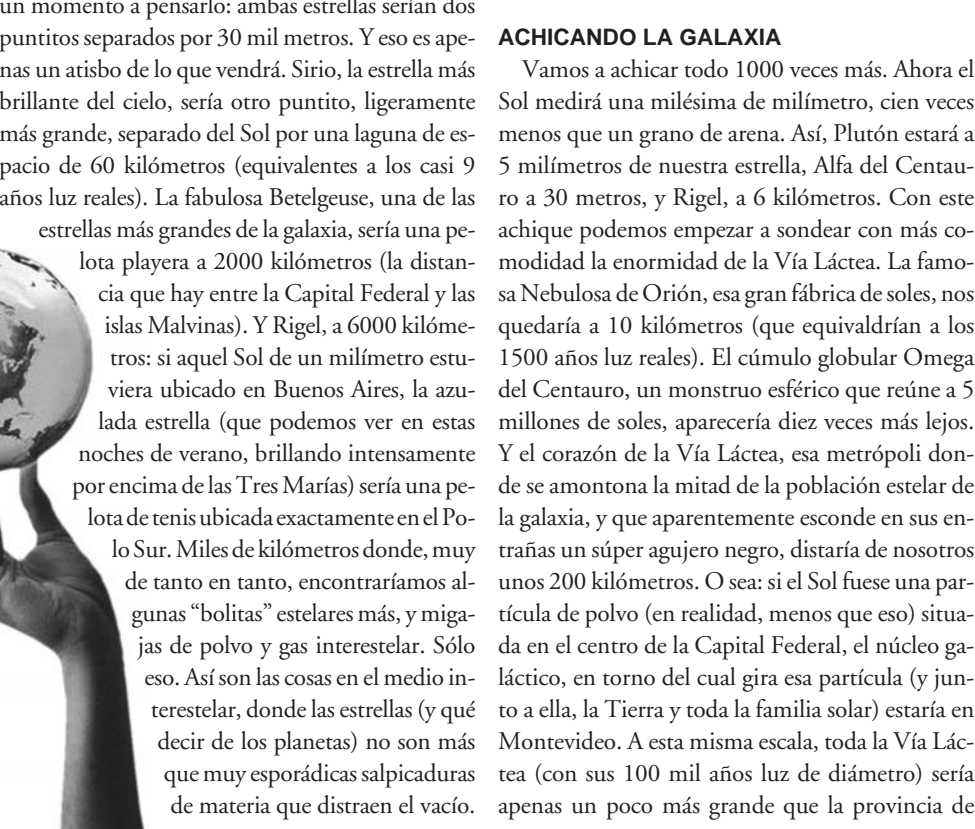 un momento a pensarlo: ambas estrellas serían dos
puntitos separados por 30 mil metros. Y eso es ape-
nas un atisbo de lo que vendrá. Sirio, la estrella más
brillante del cielo, sería otro puntito, ligeramente
más grande, separado del Sol por una laguna de es-
pacio de 60 kilómetros (equivalentes a los casi 9
años luz reales). La fabulosa Betelgeuse, una de las
estrellas más grandes de la galaxia, sería una pe-
lota playera a 2000 kilómetros (la distan-
cia que hay entre la Capital Federal y las
islas Malvinas). Y Rigel, a 6000 kilóme-
tros: si aquel Sol de un milímetro estu-
viera ubicado en Buenos Aires, la azu-
lada estrella (que podemos ver en estas
noches de verano, brillando intensamente
por encima de las Tres Marías) sería una pe-
lota de tenis ubicada exactamente en el Po-
lo Sur. Miles de kilómetros donde, muy
de tanto en tanto, encontraríamos al-
gunas “bolitas” estelares más, y miga-
jas de polvo y gas interestelar. Sólo
eso. Así son las cosas en el medio in-
terestelar, donde las estrellas (y qué
decir de los planetas) no son más
que muy esporádicas salpicaduras
de materia que distraen el vacío.
ACHICANDO LA GALAXIA
Vamos a achicar todo 1000 veces más. Ahora el
Sol medirá una milésima de milímetro, cien veces
menos que un grano de arena. Así, Plutón estará a
5 milímetros de nuestra estrella, Alfa del Centau-
ro a 30 metros, y Rigel, a 6 kilómetros. Con este
achique podemos empezar a sondear con más co-
modidad la enormidad de la Vía Láctea. La famo-
sa Nebulosa de Orión, esa gran fábrica de soles, nos
quedaría a 10 kilómetros (que equivaldrían a los
1500 años luz reales). El cúmulo globular Omega
del Centauro, un monstruo esférico que reúne a 5
millones de soles, aparecería diez veces más lejos.
Y el corazón de la Vía Láctea, esa metrópoli don-
de se amontona la mitad de la población estelar de
la galaxia, y que aparentemente esconde en sus en-
trañas un súper agujero negro, distaría de nosotros
unos 200 kilómetros. O sea: si el Sol fuese una par-
tícula de polvo (en realidad, menos que eso) situa-
da en el centro de la Capital Federal, el núcleo ga-
láctico, en torno del cual gira esa partícula (y jun-
to a ella, la Tierra y toda la familia solar) estaría en
Montevideo. A esta misma escala, toda la Vía Lác-
tea (con sus 100 mil años luz de diámetro) sería
apenas un poco más grande que la provincia de